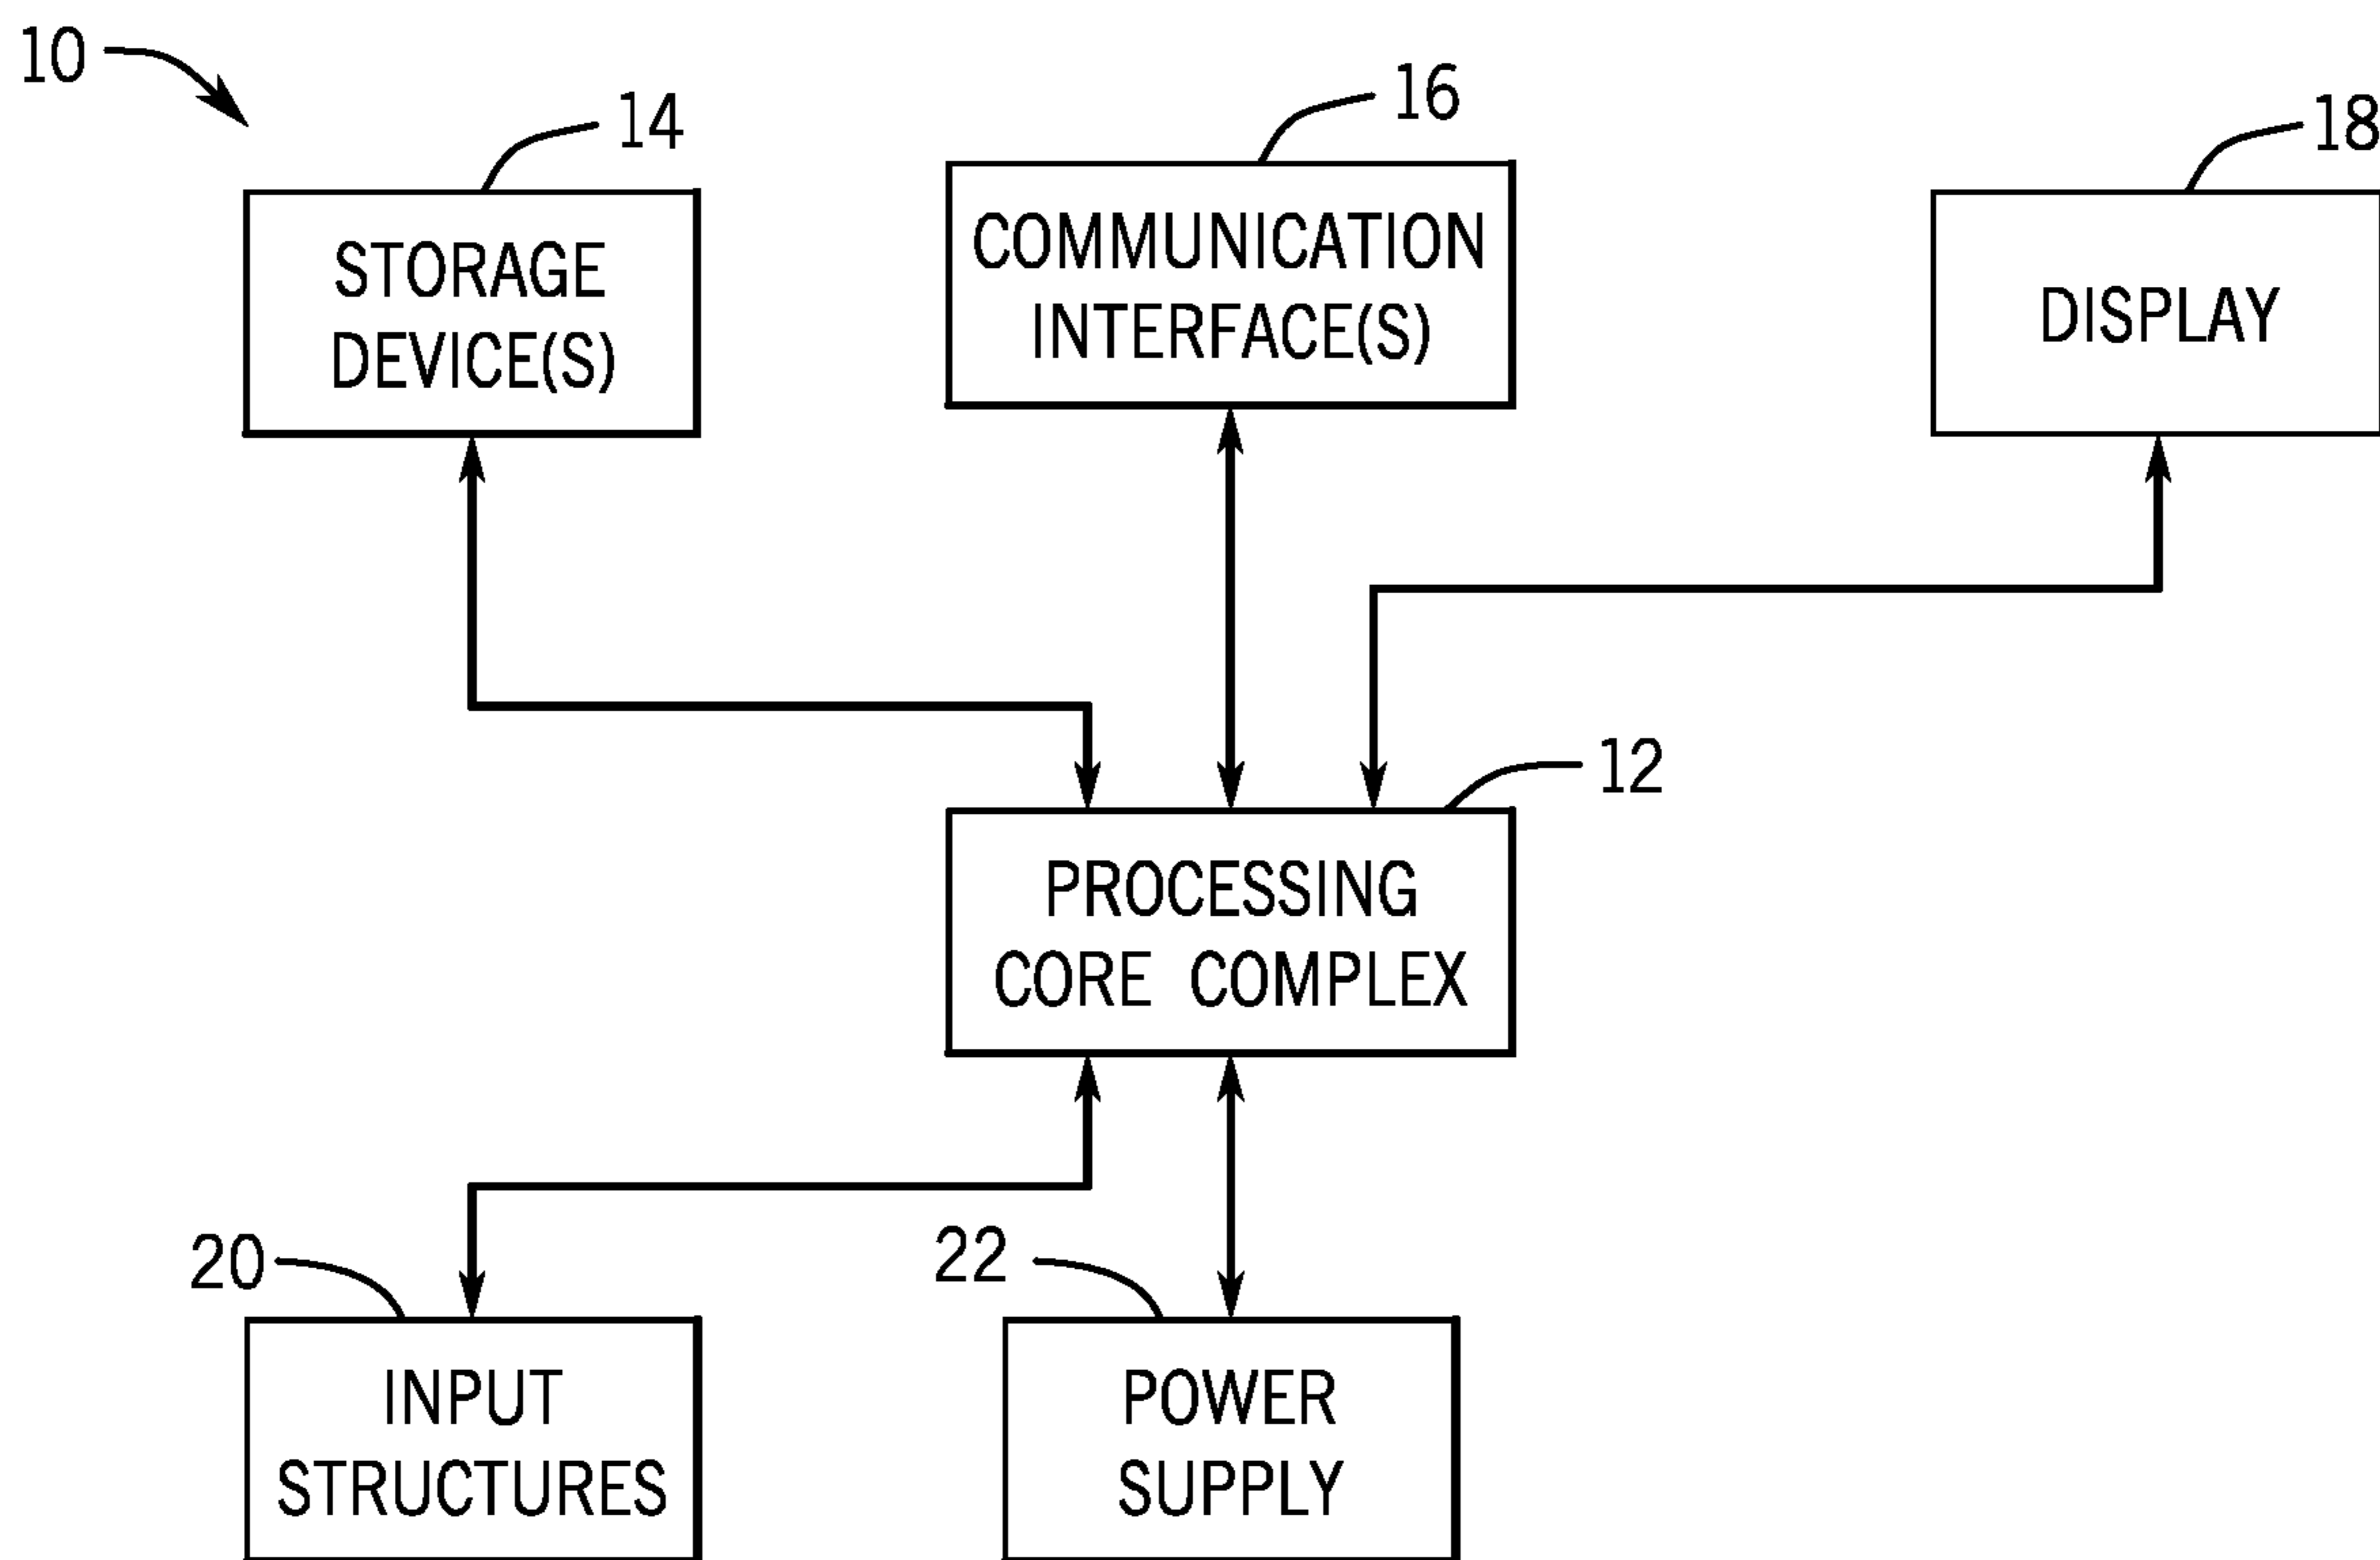 10
14
16
18
STORAGE
DEVICE(S)
COMMUNICATION
INTERFACE(S)
DISPLAY
12
PROCESSING
CORE COMPLEX
20
22
INPUT
STRUCTURES
POWER
SUPPLY